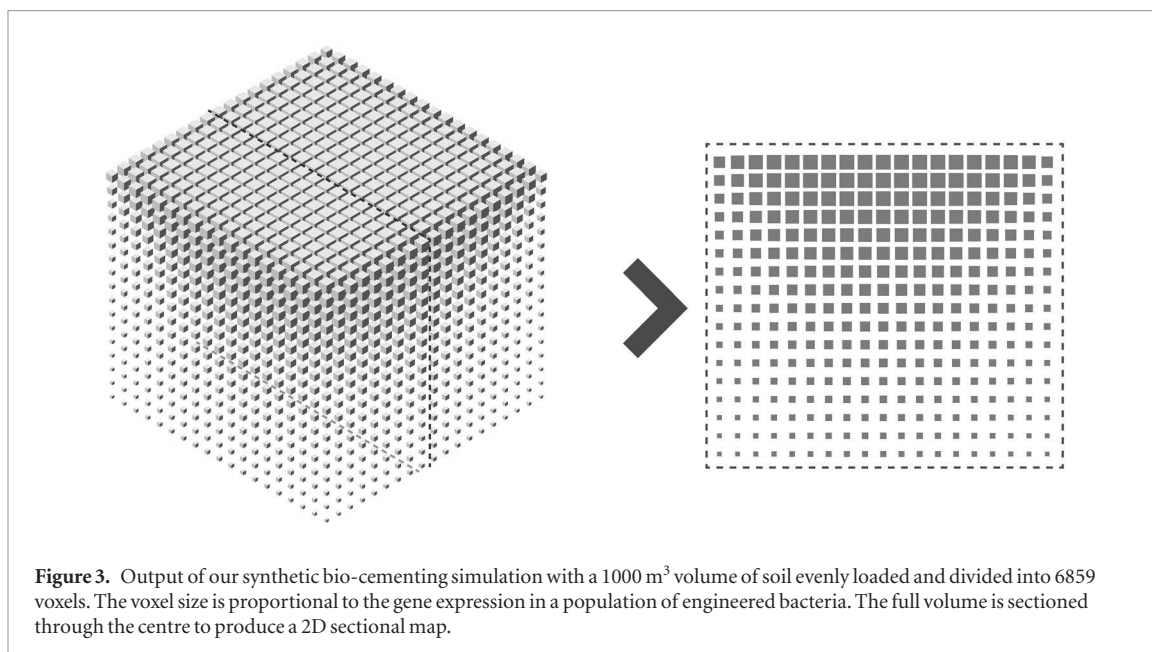 Figure 3. Output of our synthetic bio-cementing simulation with a 1000 m³ volume of soil evenly loaded and divided into 6859
voxels. The voxel size is proportional to the gene expression in a population of engineered bacteria. The full volume is sectioned
through the centre to produce a 2D sectional map.